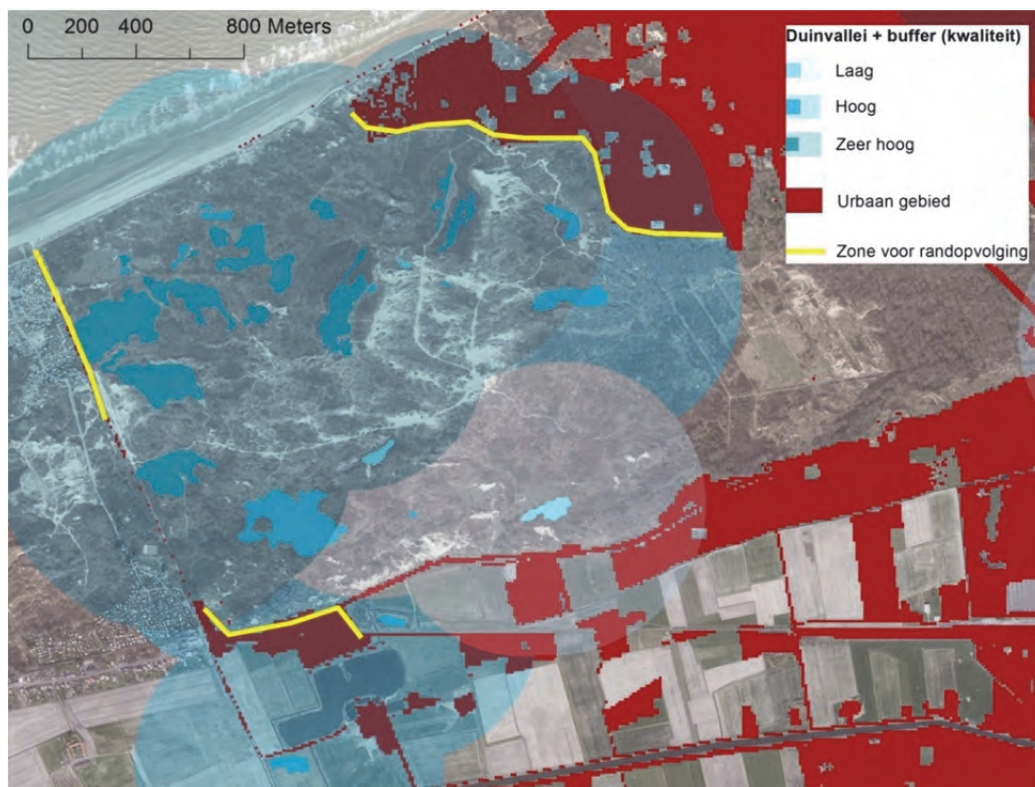 0 200 400 800 Meters
Duinvallei + buffer (kwaliteit)
Laag
Hoog
Zeer hoog
Urbaan gebied
Zone voor randopvolging